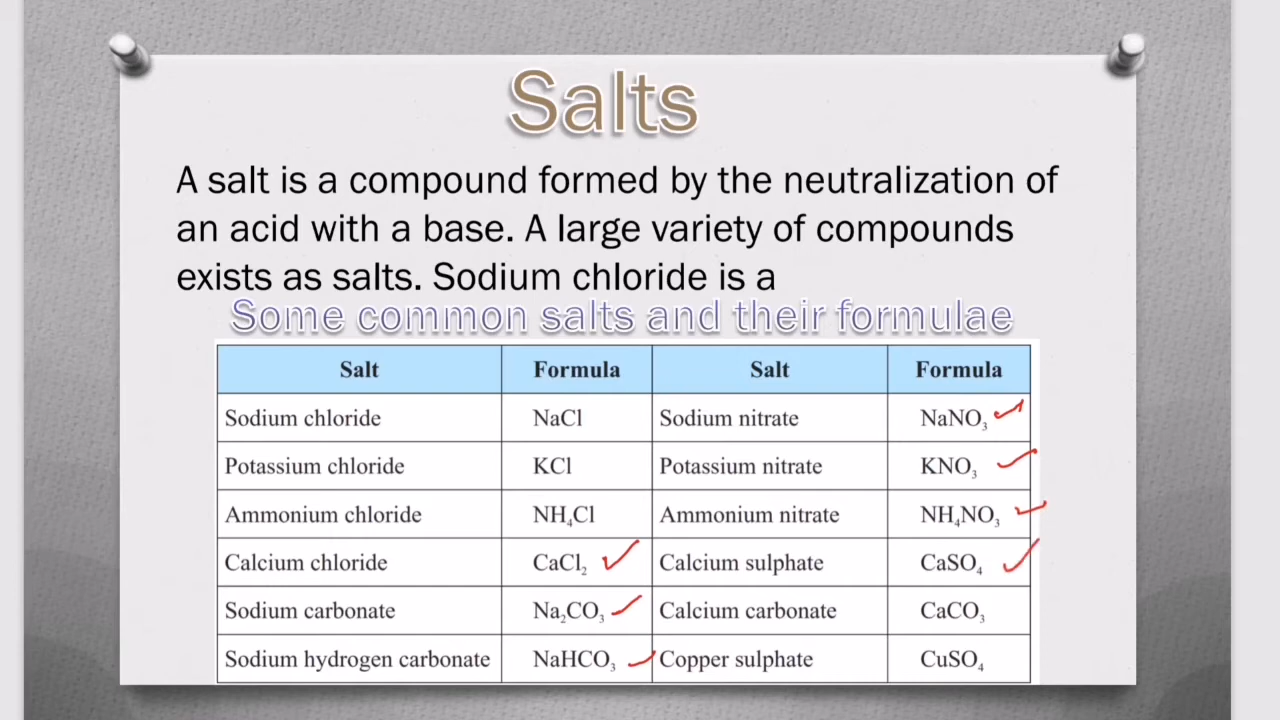 Salts
A salt is a compound formed by the neutralization of
an acid with a base. A large variety of compounds
exists as salts. Sodium chloride is a
Some common salts and their formulae
Salt Formula Salt Formula
Sodium chloride NaCl Sodium nitrate NaNO₃
Potassium chloride KCl Potassium nitrate KNO₃
Ammonium chloride NH₄Cl Ammonium nitrate NH₄NO₃
Calcium chloride CaCl₂ Calcium sulphate CaSO₄
Sodium carbonate Na₂CO₃ Calcium carbonate CaCO₃
Sodium hydrogen carbonate NaHCO₃ Copper sulphate CuSO₄